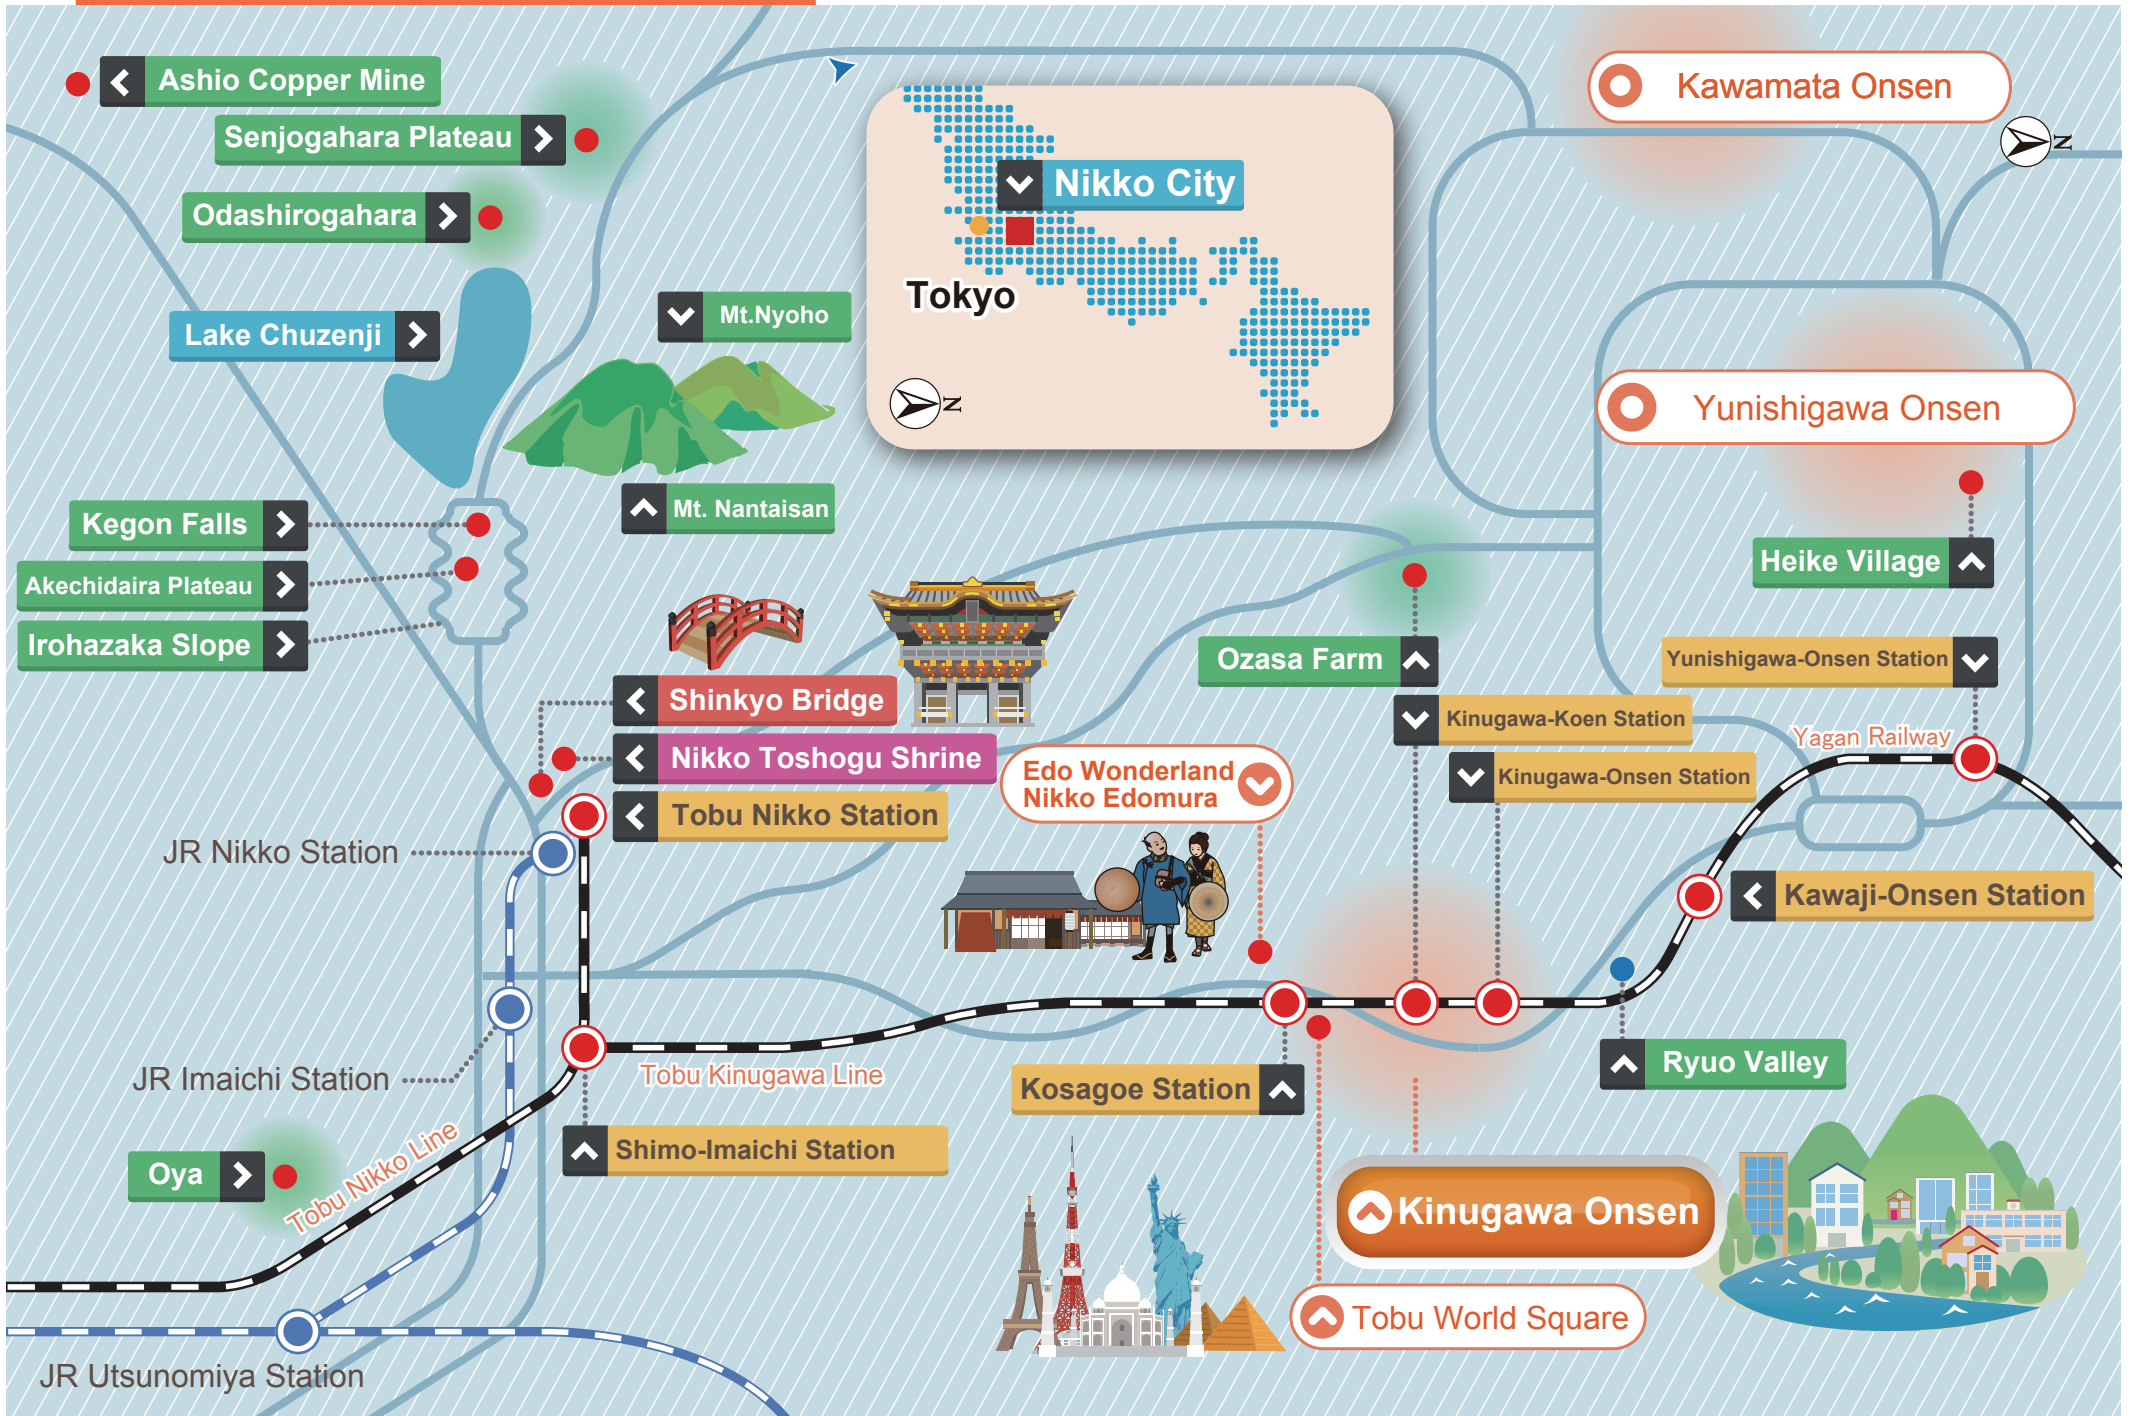 Ashio Copper Mine
Senjogahara Plateau
Odashirogahara
Lake Chuzenji
Mt.Nyoho
Mt. Nantaisan
Nikko City
Tokyo
N
Kawamata Onsen
N
Yunishigawa Onsen
Heike Village
Kegon Falls
Akechidaira Plateau
Irohazaka Slope
Shinkyo Bridge
Nikko Toshogu Shrine
Tobu Nikko Station
JR Nikko Station
Ozasa Farm
Yunishigawa-Onsen Station
Kinugawa-Koen Station
Kinugawa-Onsen Station
Yagan Railway
Edo Wonderland
Nikko Edomura
Kawaji-Onsen Station
JR Imaichi Station
Tobu Kinugawa Line
Kosagoe Station
Ryuo Valley
Shimo-Imaichi Station
Oya
Tobu Nikko Line
Kinugawa Onsen
Tobu World Square
JR Utsunomiya Station